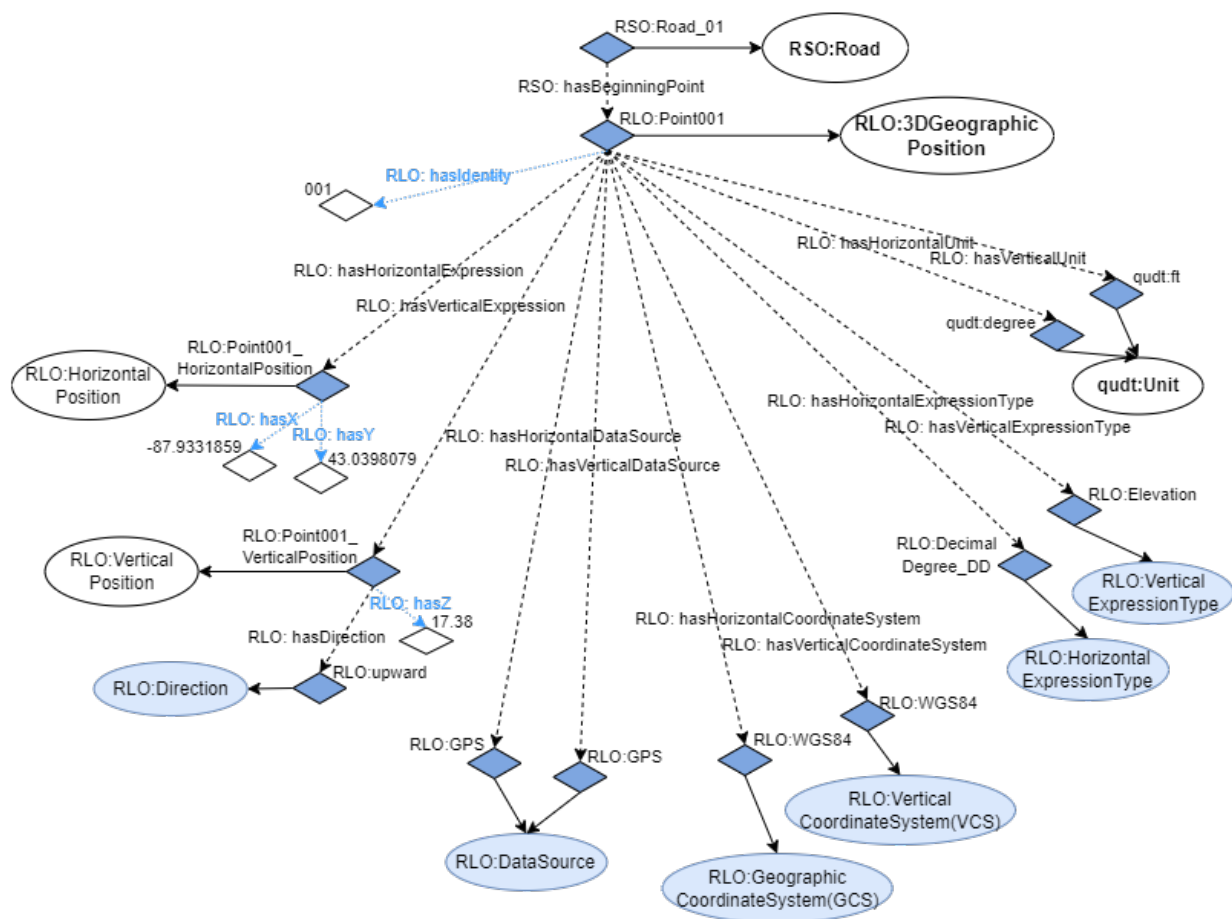 RSO:Road_01
RSO:Road
RSO: hasBeginningPoint
RLO:Point001
RLO:3DGeographic
Position
RLO: hasIdentity
001
RLO: hasHorizontalUnit
RLO: hasVerticalUnit
RLO: hasHorizontalExpression
qudt:ft
RLO: hasVerticalExpression
qudt:degree
RLO:Point001_
HorizontalPosition
RLO:Horizontal
Position
qudt:Unit
RLO: hasX
RLO: hasY
-87.9331859
43.0398079
RLO: hasHorizontalExpressionType
RLO: hasVerticalExpressionType
RLO: hasHorizontalDataSource
RLO: hasVerticalDataSource
RLO:Elevation
RLO:Point001_
VerticalPosition
RLO:Vertical
Position
RLO:Decimal
Degree_DD
RLO:Vertical
ExpressionType
RLO: hasZ
17.38
RLO: hasDirection
RLO: hasHorizontalCoordinateSystem
RLO: hasVerticalCoordinateSystem
RLO:Horizontal
ExpressionType
RLO:Direction
RLO:upward
RLO:WGS84
RLO:GPS
RLO:GPS
RLO:WGS84
RLO:Vertical
CoordinateSystem(VCS)
RLO:DataSource
RLO:Geographic
CoordinateSystem(GCS)